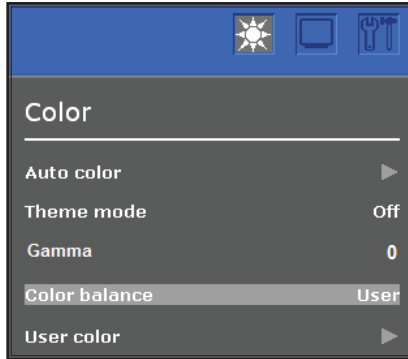 Color
Auto color
Theme mode Off
Gamma 0
Color balance User
User color